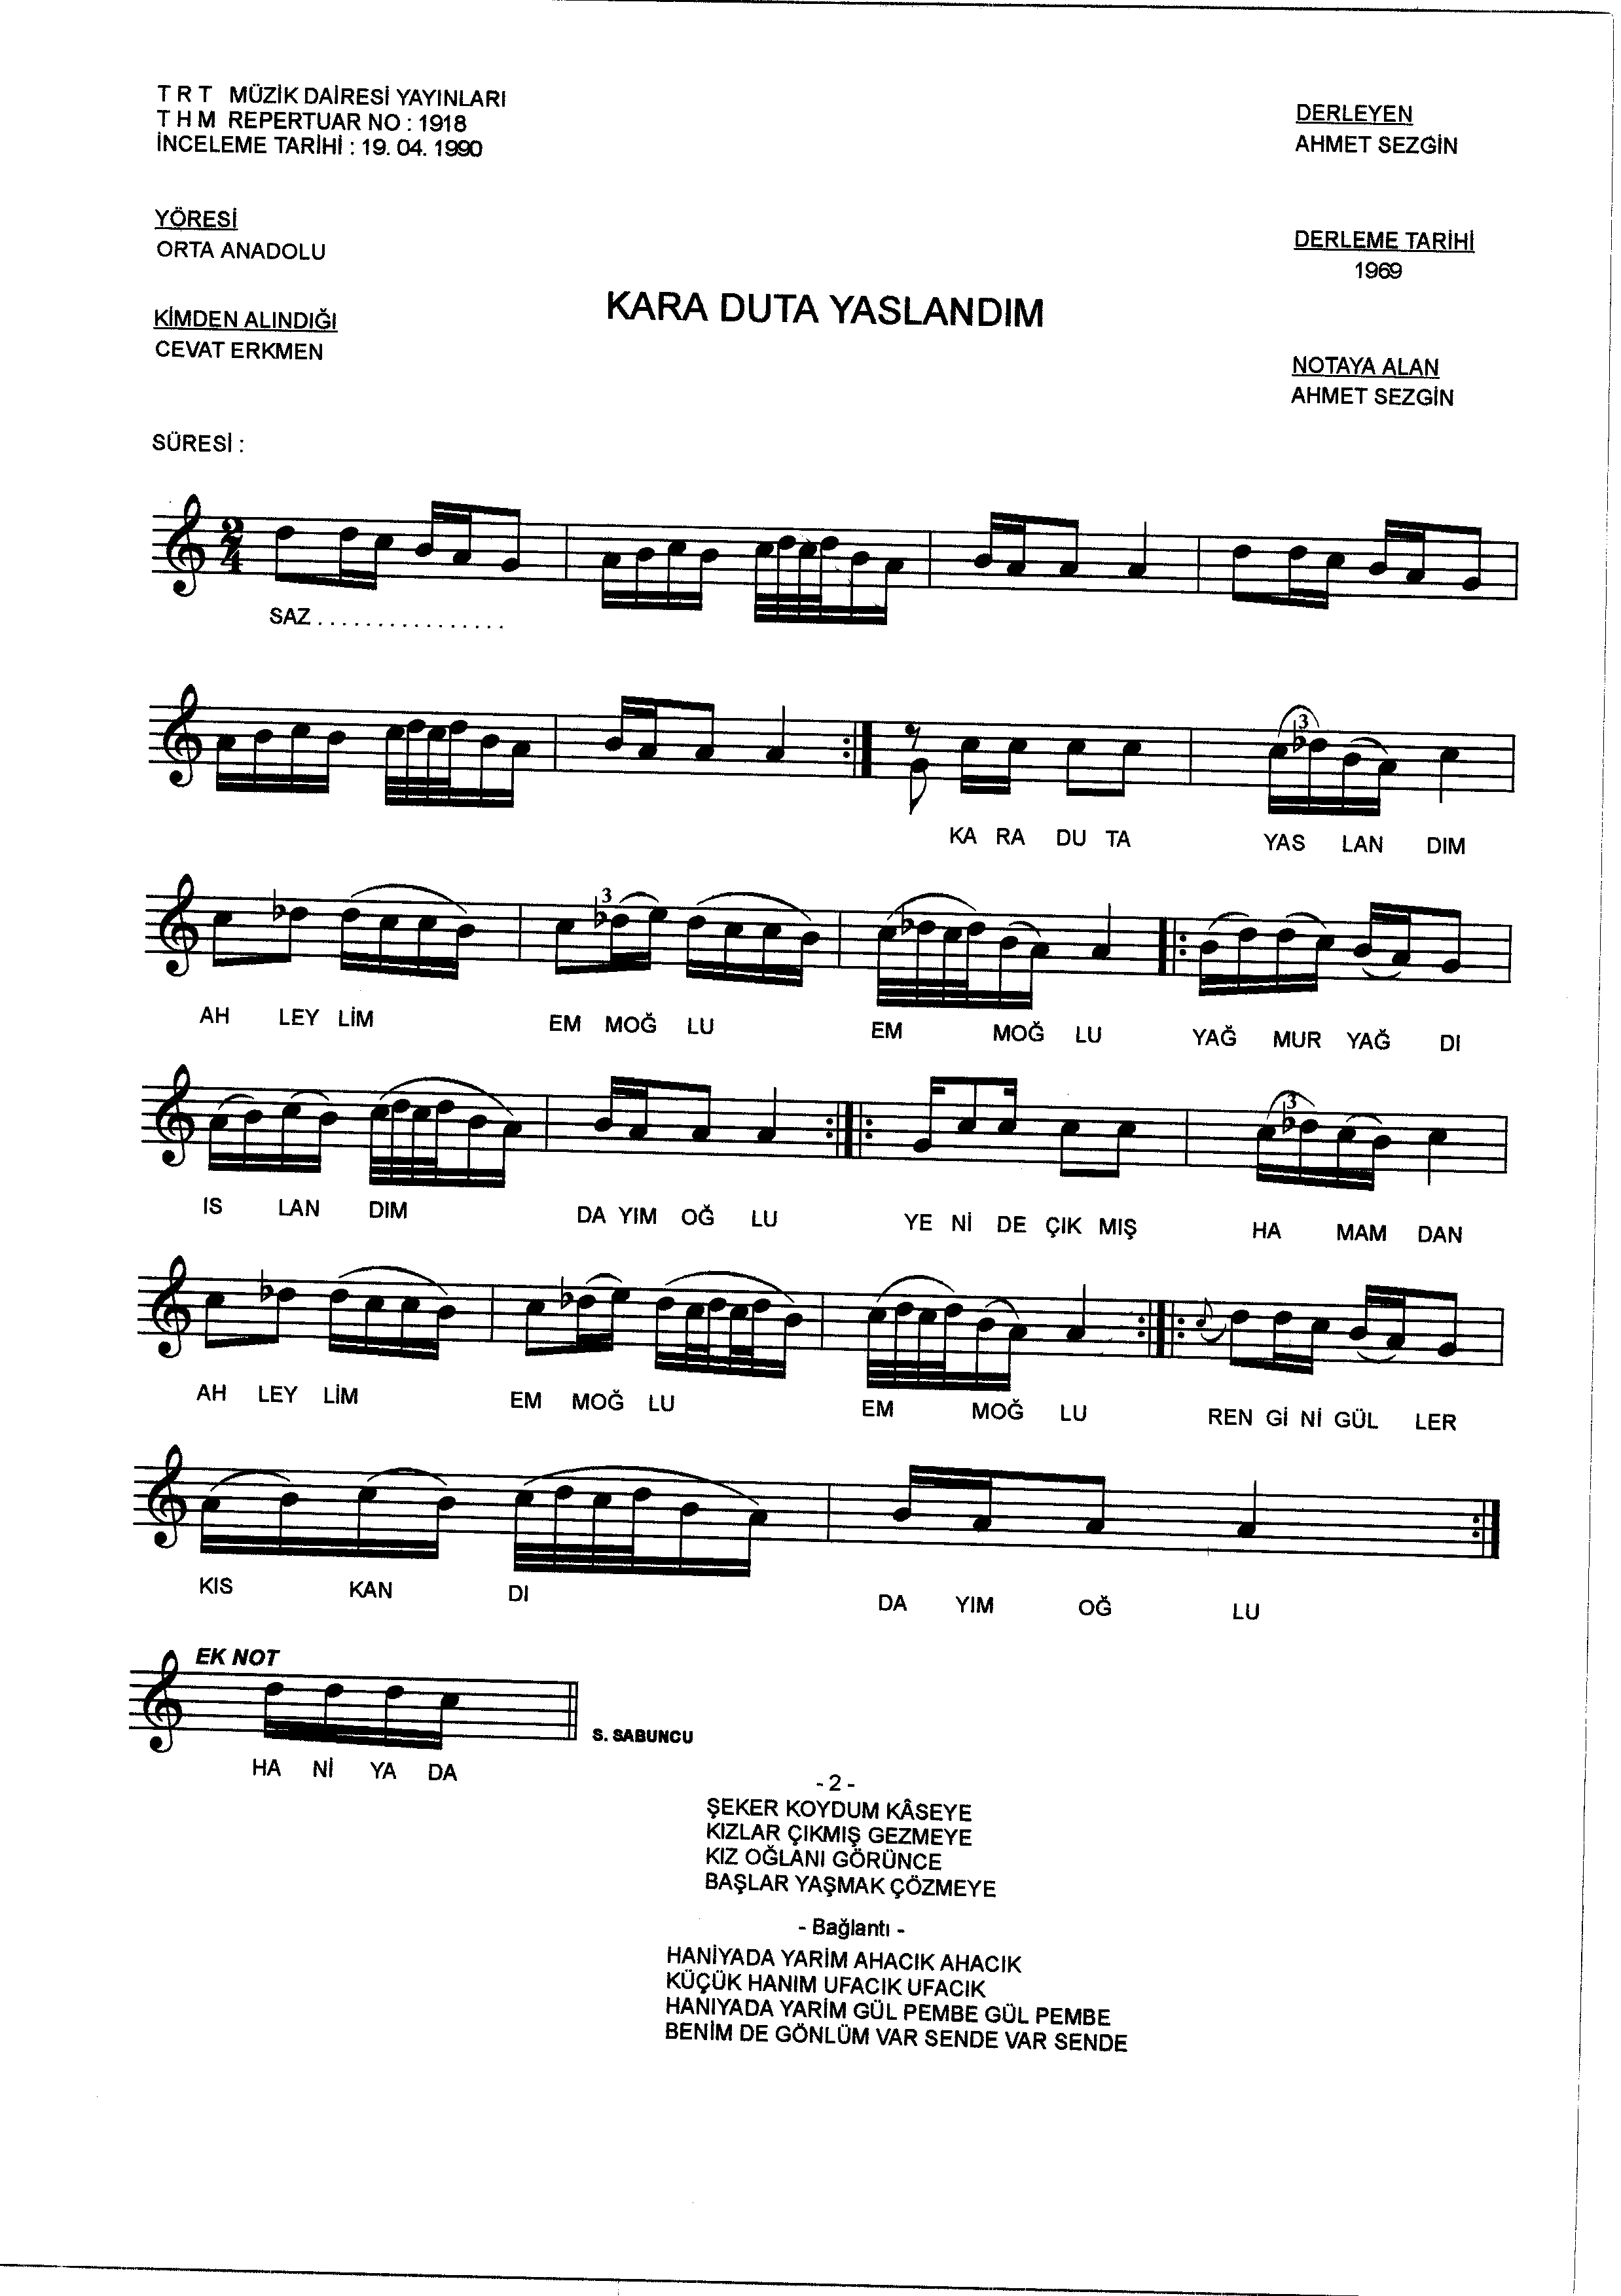 T R T MÜZİK DAİRESİ YAYINLARI
T H M REPERTUAR NO : 1918
İNCELEME TARİHİ : 19. 04. 1990
DERLEYEN
AHMET SEZGİN
YÖRESİ
ORTA ANADOLU
DERLEME TARİHİ
1969
KARA DUTA YASLANDIM
KİMDEN ALINDIĞI
CEVAT ERKMEN
NOTAYA ALAN
AHMET SEZGİN
SÜRESİ :
2
4
SAZ . . . . . . . . . . . . . . . .
3
KA RA DU TA YAS LAN DIM
3
AH LEY LİM EM MOĞ LU EM MOĞ LU YAĞ MUR YAĞ DI
3
IS LAN DIM DA YIM OĞ LU YE Nİ DE ÇIK MIŞ HA MAM DAN
AH LEY LİM EM MOĞ LU EM MOĞ LU REN Gİ Nİ GÜL LER
KIS KAN DI DA YIM OĞ LU
EK NOT
S. SABUNCU
HA Nİ YA DA
- 2 -
ŞEKER KOYDUM KÂSEYE
KIZLAR ÇIKMIŞ GEZMEYE
KIZ OĞLANI GÖRÜNCE
BAŞLAR YAŞMAK ÇÖZMEYE
- Bağlantı -
HANİYADA YARİM AHACIK AHACIK
KÜÇÜK HANIM UFACIK UFACIK
HANIYADA YARİM GÜL PEMBE GÜL PEMBE
BENİM DE GÖNLÜM VAR SENDE VAR SENDE